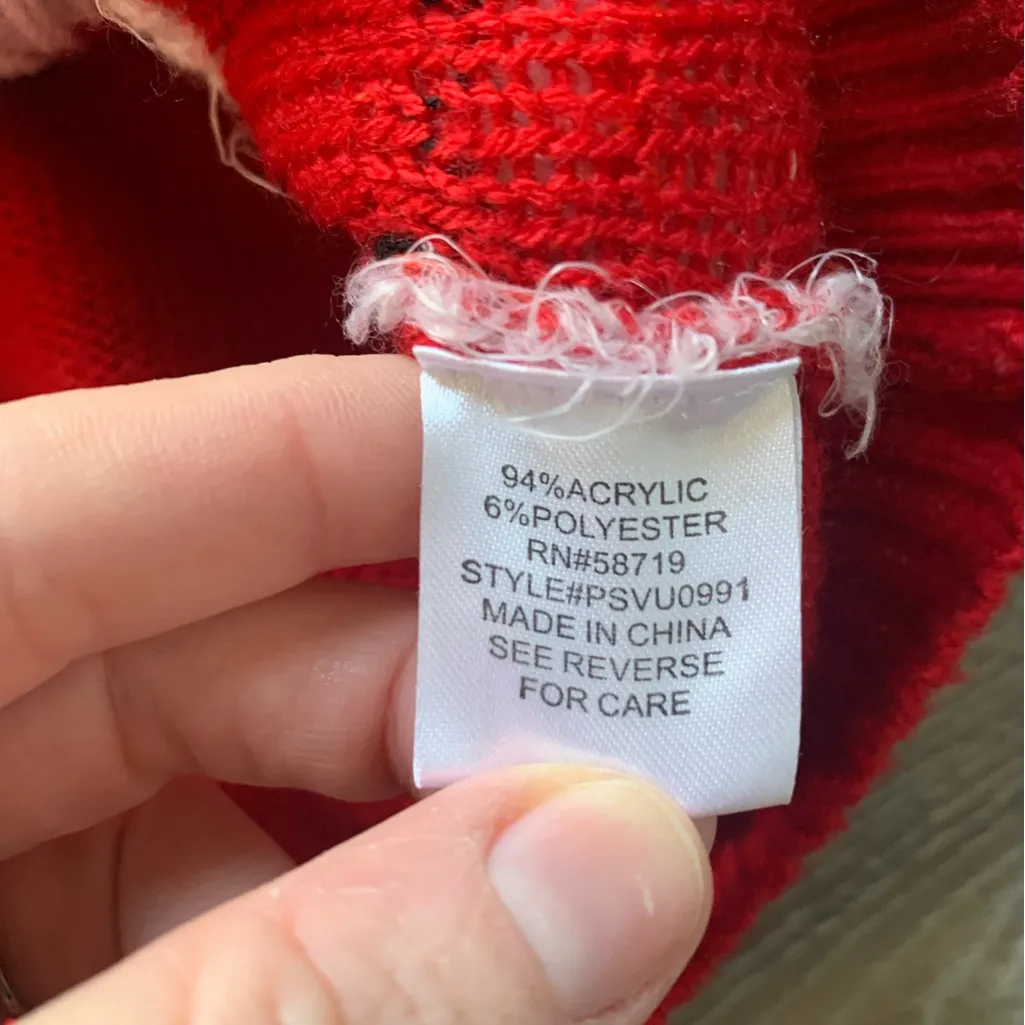 94%ACRYLIC
6%POLYESTER
RN#58719
STYLE#PSVU0991
MADE IN CHINA
SEE REVERSE
FOR CARE